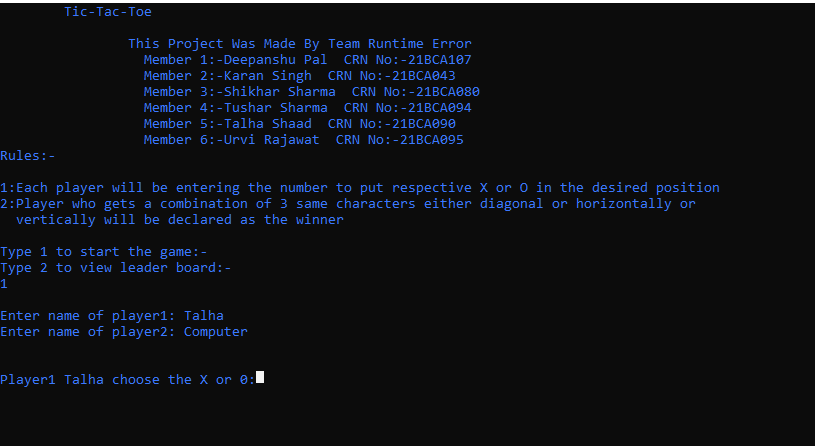 Tic-Tac-Toe
This Project Was Made By Team Runtime Error
Member 1:-Deepanshu Pal  CRN No:-21BCA107
Member 2:-Karan Singh  CRN No:-21BCA043
Member 3:-Shikhar Sharma  CRN No:-21BCA080
Member 4:-Tushar Sharma  CRN No:-21BCA094
Member 5:-Talha Shaad  CRN No:-21BCA090
Member 6:-Urvi Rajawat  CRN No:-21BCA095
Rules:-
1:Each player will be entering the number to put respective X or O in the desired position
2:Player who gets a combination of 3 same characters either diagonal or horizontally or
vertically will be declared as the winner
Type 1 to start the game:-
Type 2 to view leader board:-
1
Enter name of player1: Talha
Enter name of player2: Computer
Player1 Talha choose the X or 0: